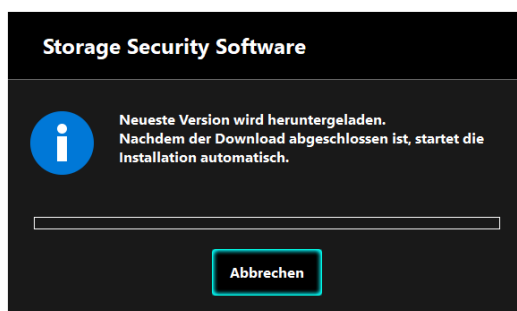 Storage Security Software
Neueste Version wird heruntergeladen.
Nachdem der Download abgeschlossen ist, startet die
Installation automatisch.
Abbrechen